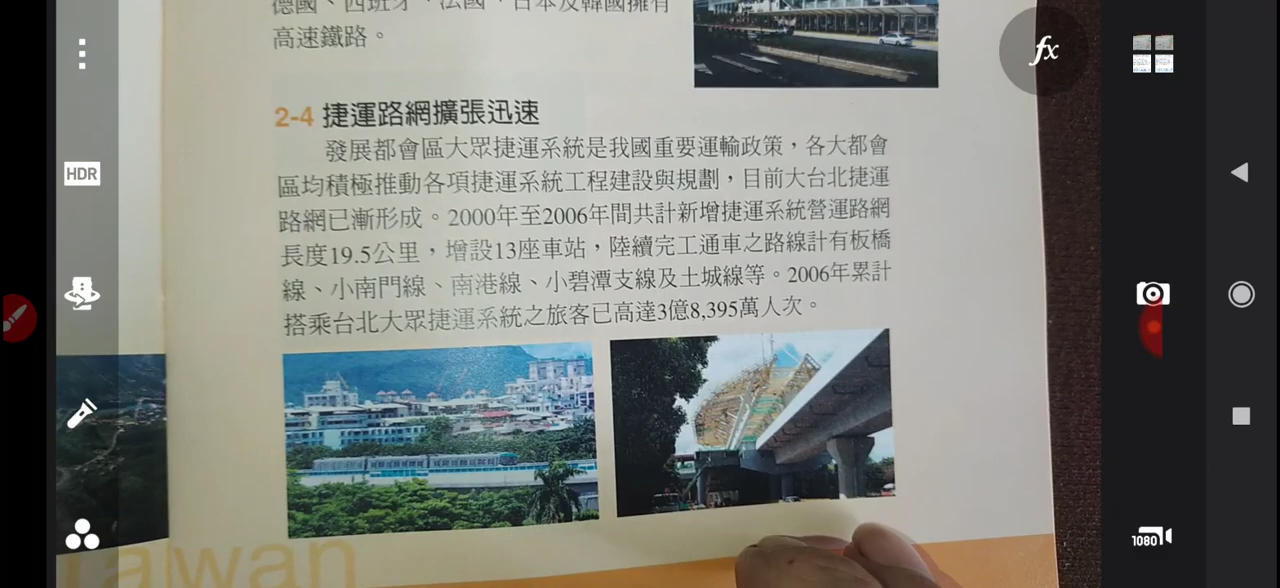 德國、西班牙、法國、日本及韓國擁有
高速鐵路。
2-4 捷運路網擴張迅速
發展都會區大眾捷運系統是我國重要運輸政策，各大都會
區均積極推動各項捷運系統工程建設與規劃，目前大台北捷運
路網已漸形成。2000年至2006年間共計新增捷運系統營運路網
長度19.5公里，增設13座車站，陸續完工通車之路線計有板橋
線、小南門線、南港線、小碧潭支線及土城線等。2006年累計
搭乘台北大眾捷運系統之旅客已高達3億8,395萬人次。
Taiwan
HDR
fx
1080